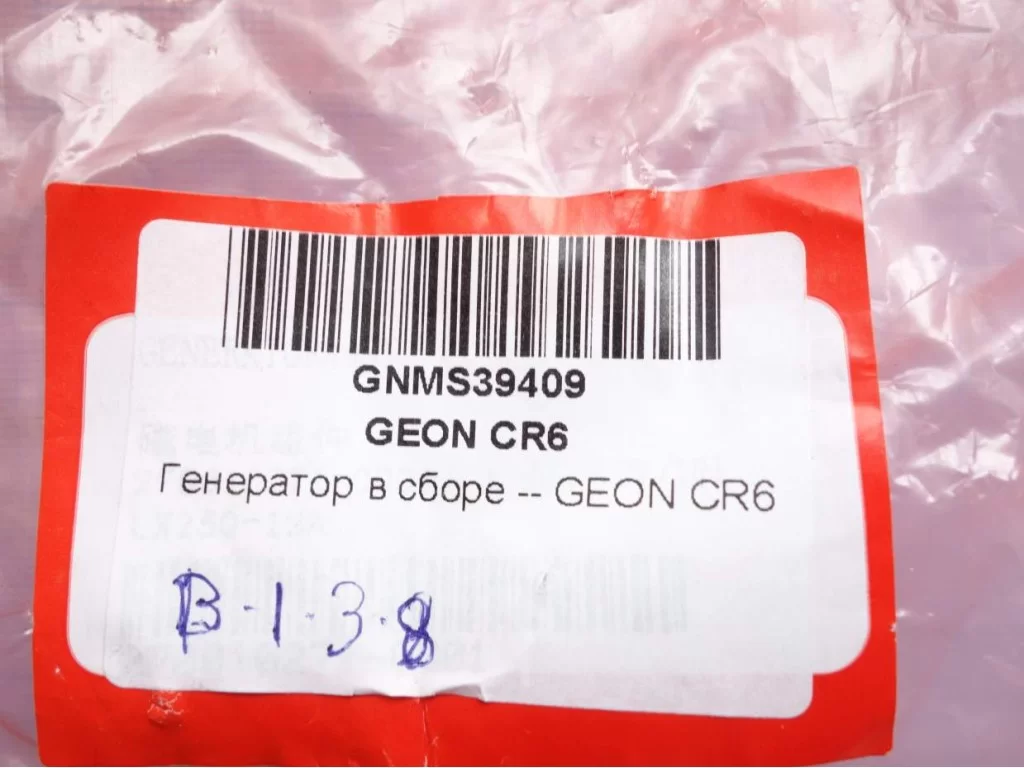 GNMS39409
GEON CR6
Генератор в сборе -- GEON CR6
B-1-3-8